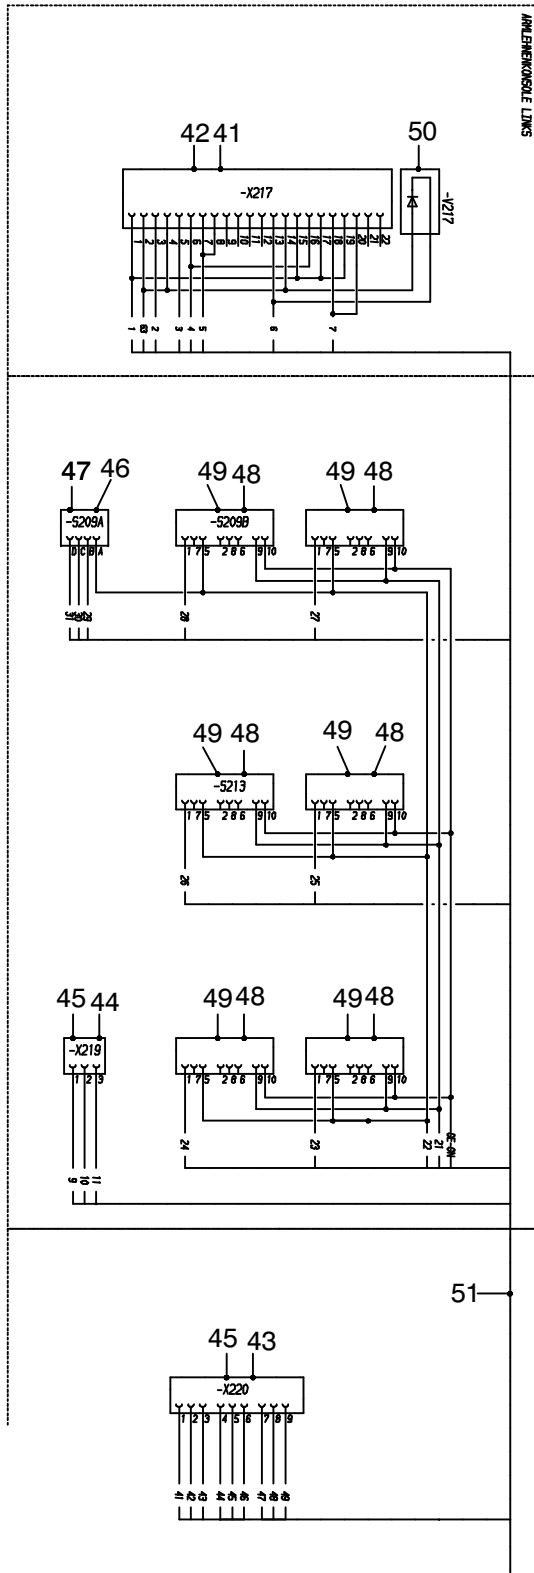 ARMLEHNENKONSOLE LINKS
42 41 50
-X217 -V217
1 2 3 4 5 6 7 8 9 10 11 12 13 14 15 16 17 18 19 20 21 22
1 63 2 3 4 5 6 7
47 46 49 48 49 48
-S209A -S209B
D C B A 1 7 5 2 8 6 9 10 1 7 5 2 8 6 9 10
31 30 29 28 27
49 48 49 48
-S213
1 7 5 2 8 6 9 10 1 7 5 2 8 6 9 10
26 25
45 44 49 48 49 48
-X219
1 2 3 1 7 5 2 8 6 9 10 1 7 5 2 8 6 9 10
24 23 22 21 GE-GN
9 10 11
51
45 43
-X220
1 2 3 4 5 6 7 8 9
41 42 43 44 45 46 47 48 49